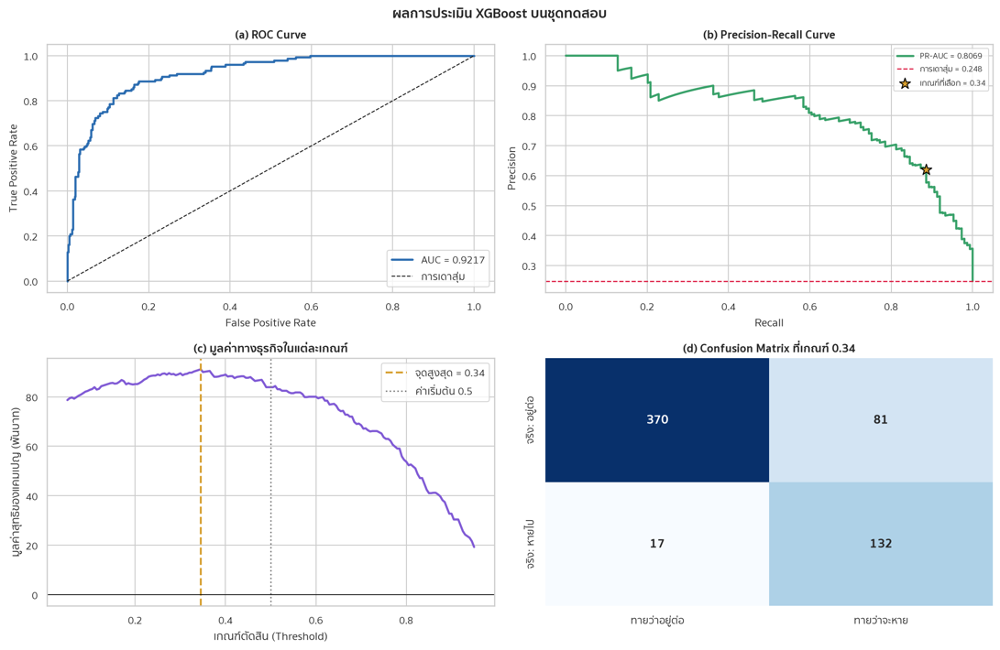 ผลการประเมิน XGBoost บนชุดทดสอบ
(a) ROC Curve
True Positive Rate
1.0
0.8
0.6
0.4
0.2
0.0
AUC = 0.9217
การเดาสุ่ม
0.0 0.2 0.4 0.6 0.8 1.0
False Positive Rate
(b) Precision-Recall Curve
Precision
1.0
0.9
0.8
0.7
0.6
0.5
0.4
0.3
PR-AUC = 0.8069
การเดาสุ่ม = 0.248
เกณฑ์ที่เลือก = 0.34
0.0 0.2 0.4 0.6 0.8 1.0
Recall
(c) มูลค่าทางธุรกิจในแต่ละเกณฑ์
มูลค่าสุทธิของแคมเปญ (พันบาท)
80
60
40
20
0
จุดสูงสุด = 0.34
ค่าเริ่มต้น 0.5
0.2 0.4 0.6 0.8
เกณฑ์ตัดสิน (Threshold)
(d) Confusion Matrix ที่เกณฑ์ 0.34
จริง: อยู่ต่อ
370 81
จริง: หายไป
17 132
ทายว่าอยู่ต่อ ทายว่าจะหาย